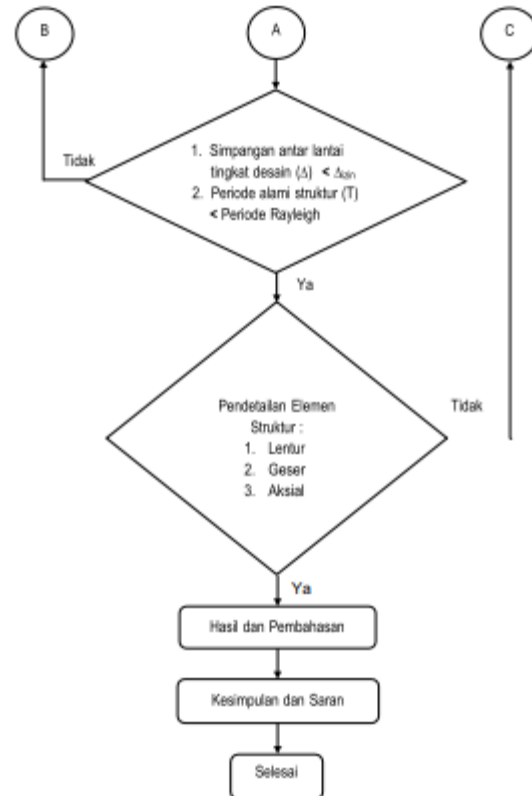 B
A
C
Tidak
1. Simpangan antar lantai
tingkat desain (Δ) < Δizin
2. Periode alami struktur (T)
< Periode Rayleigh
Ya
Pendetailan Elemen
Struktur :
1. Lentur
2. Geser
3. Aksial
Tidak
Ya
Hasil dan Pembahasan
Kesimpulan dan Saran
Selesai